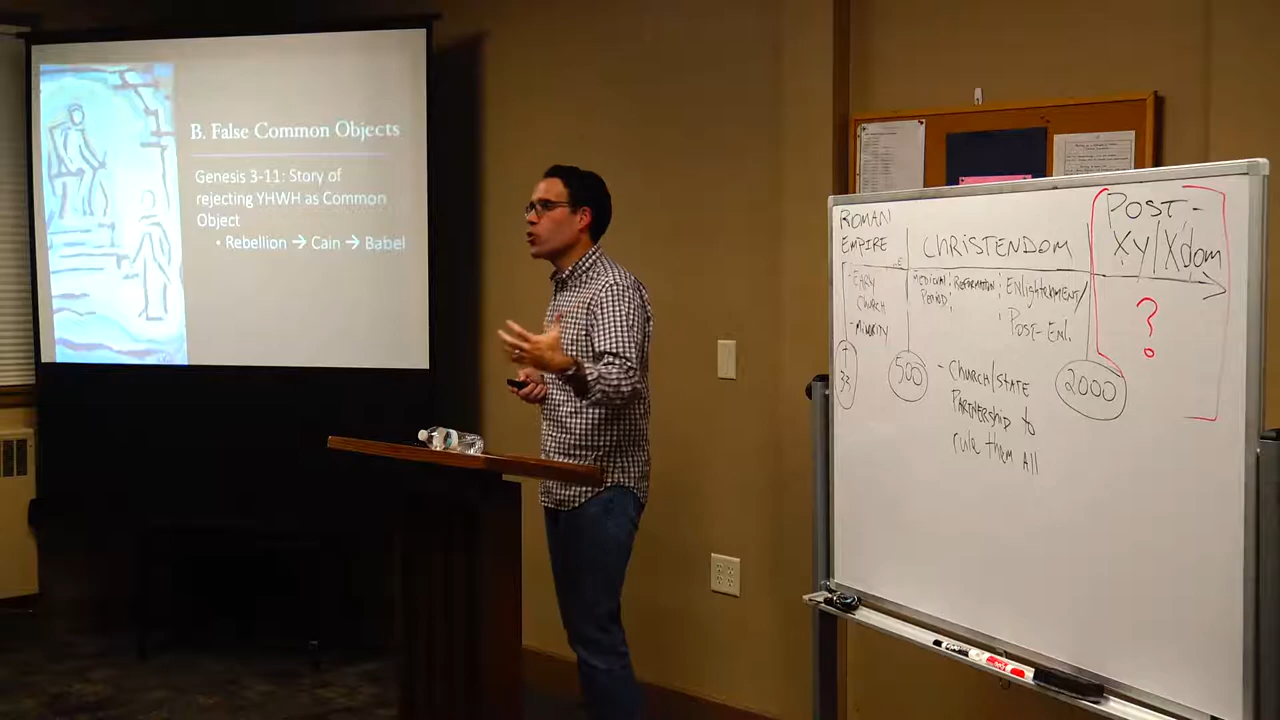 B. False Common Objects
Genesis 3-11: Story of
rejecting YHWH as Common
Object
• Rebellion → Cain → Babel
ROMAN
EMPIRE
CHRISTENDOM
POST-
Xy/Xdom
- EARLY
CHURCH
- MINORITY
PERIOD
REFORMATION
ENLIGHTENMENT/
POST-ENL.
?
33
500
2000
- CHURCH/STATE
PARTNERSHIP to
rule them All